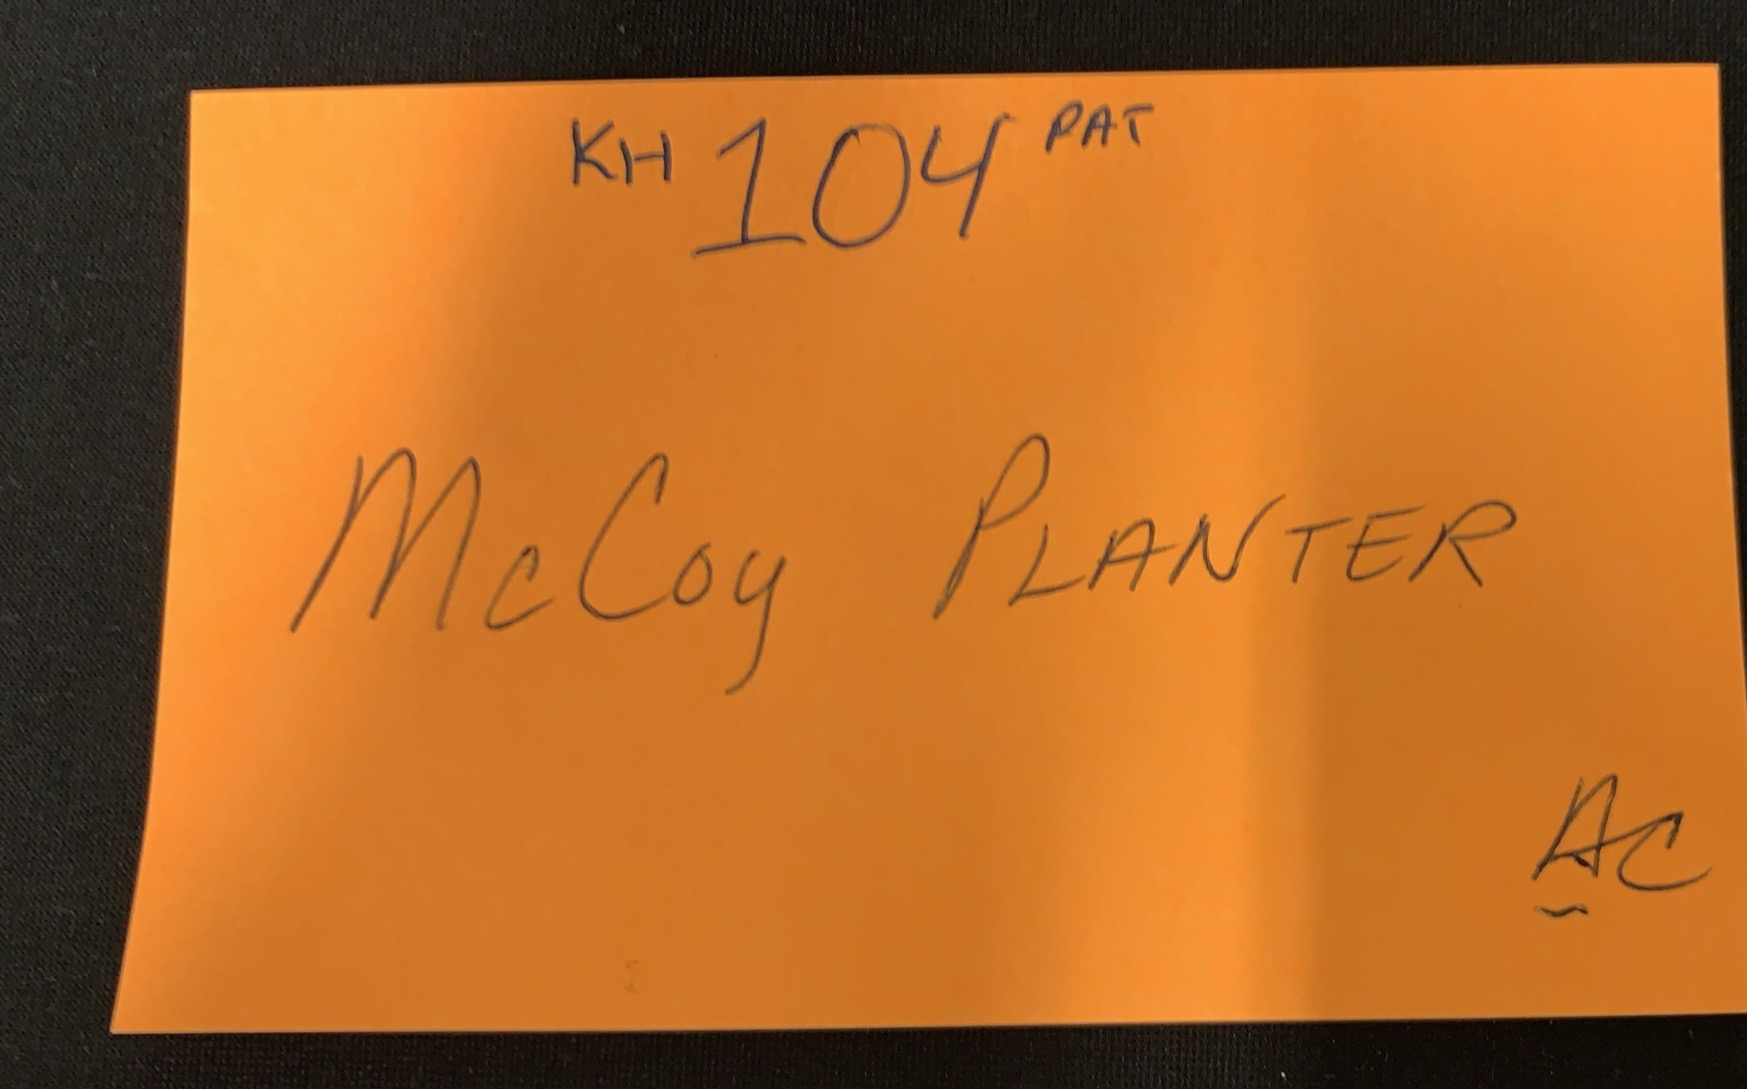 KH 104 PAT
McCoy PLANTER
AC